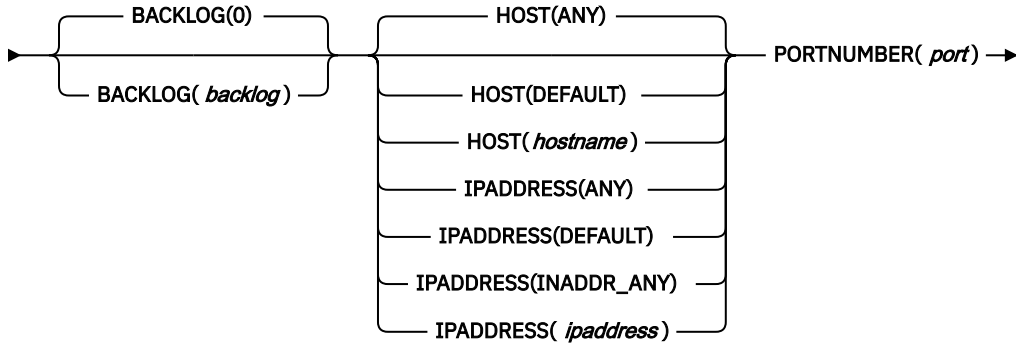 BACKLOG(0)
BACKLOG( backlog )
HOST(ANY)
HOST(DEFAULT)
HOST( hostname )
IPADDRESS(ANY)
IPADDRESS(DEFAULT)
IPADDRESS(INADDR_ANY)
IPADDRESS( ipaddress )
PORTNUMBER( port )